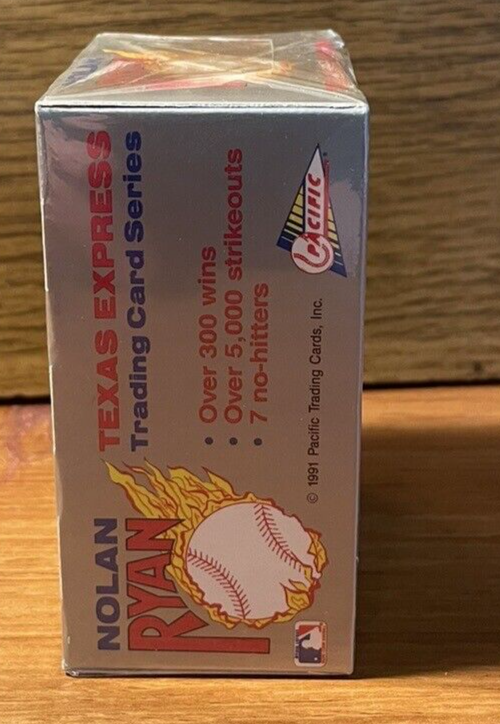 NOLAN
RYAN
TEXAS EXPRESS
Trading Card Series
• Over 300 wins
• Over 5,000 strikeouts
• 7 no-hitters
PACIFIC
© 1991 Pacific Trading Cards, Inc.
NOLAN